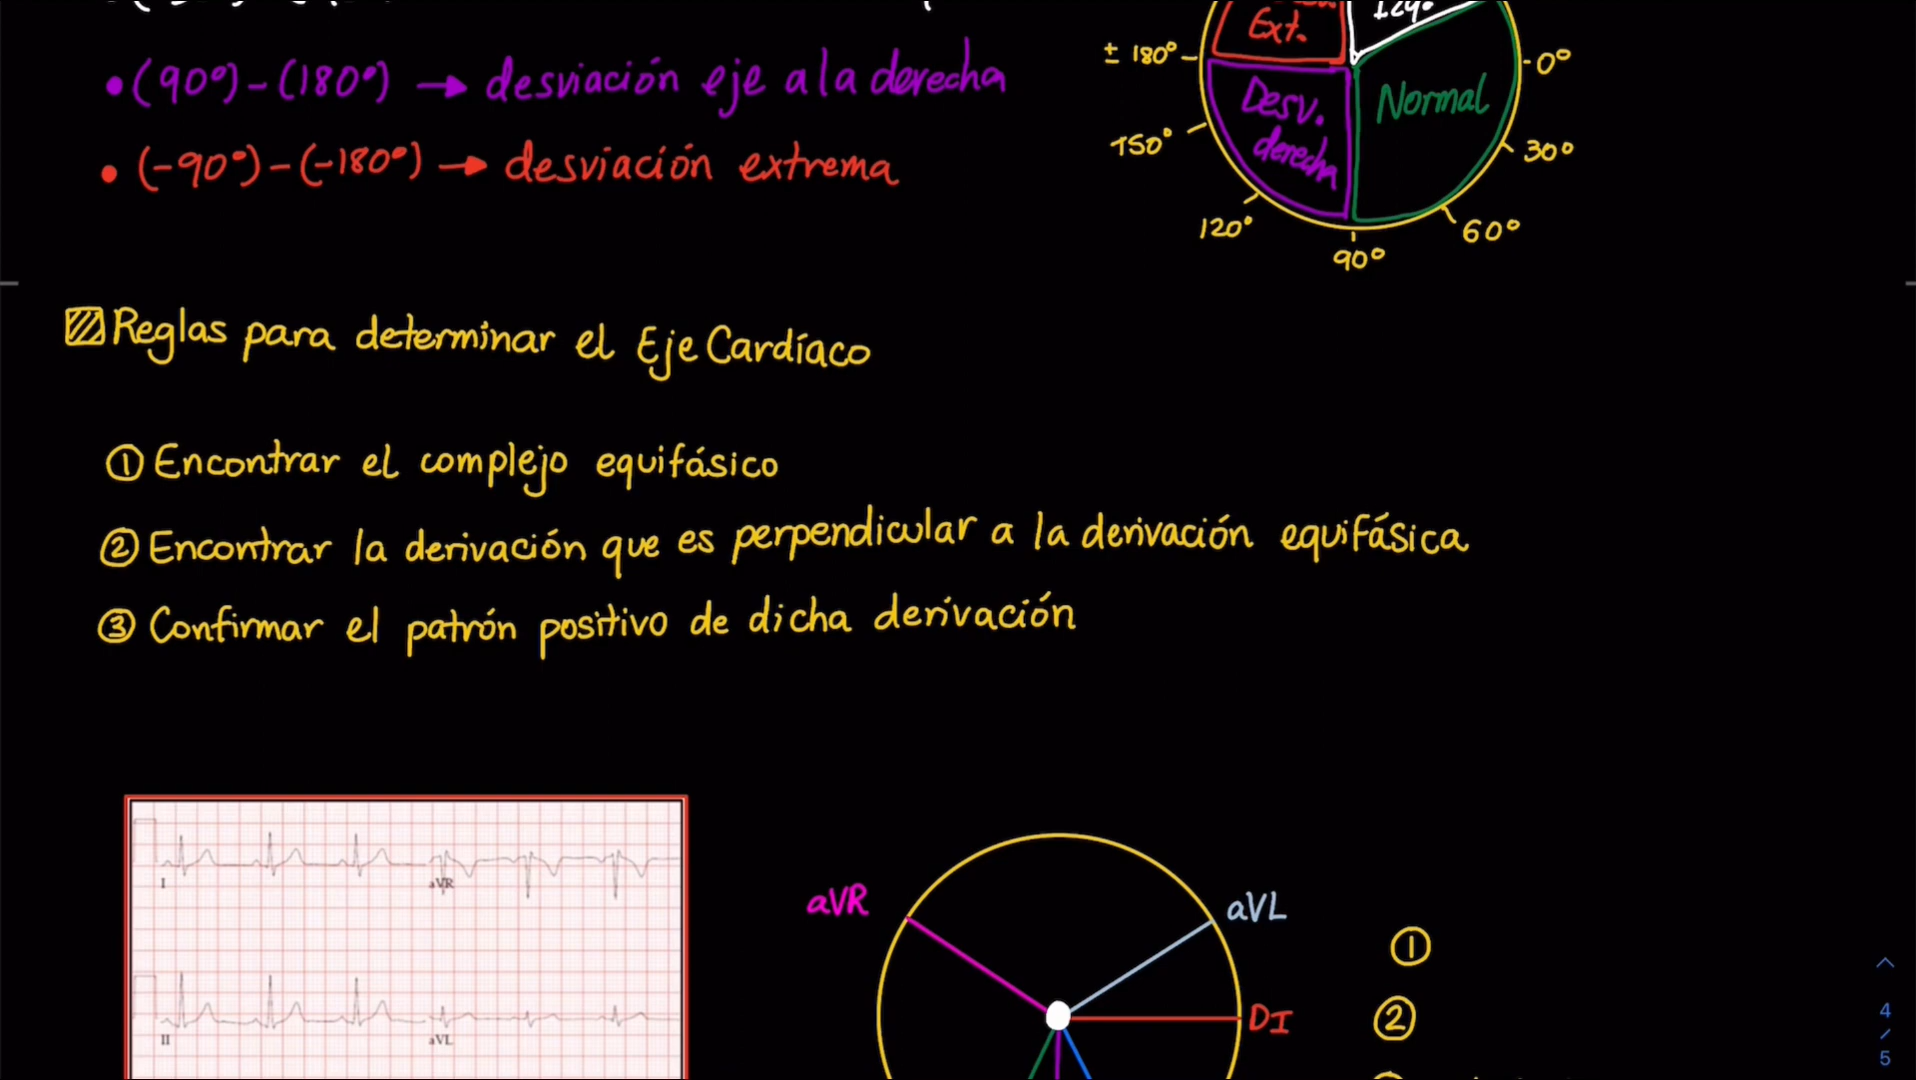 • (90°) - (180°) → desviación eje a la derecha
• (-90°) - (-180°) → desviación extrema
Ext.
Izq.
± 180°
0°
Desv.
derecha
Normal
150°
30°
120°
60°
90°
Reglas para determinar el Eje Cardíaco
① Encontrar el complejo equifásico
② Encontrar la derivación que es perpendicular a la derivación equifásica
③ Confirmar el patrón positivo de dicha derivación
I
aVR
II
aVL
aVR
aVL
DI
①
②
4
/
5